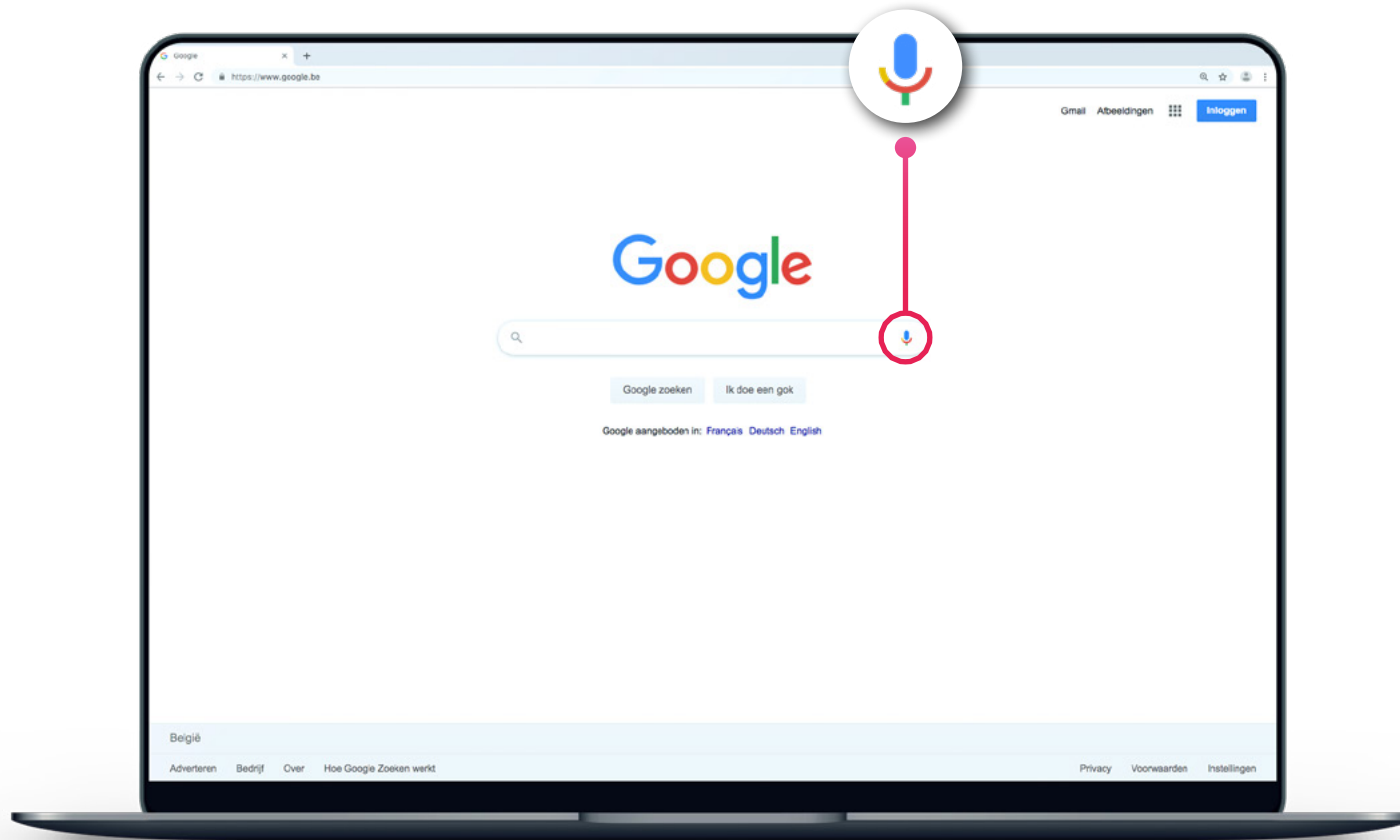 Google
https://www.google.be
Gmail Afbeeldingen Inloggen
Google
Google zoeken Ik doe een gok
Google aangeboden in: Français Deutsch English
België
Adverteren Bedrijf Over Hoe Google Zoeken werkt
Privacy Voorwaarden Instellingen